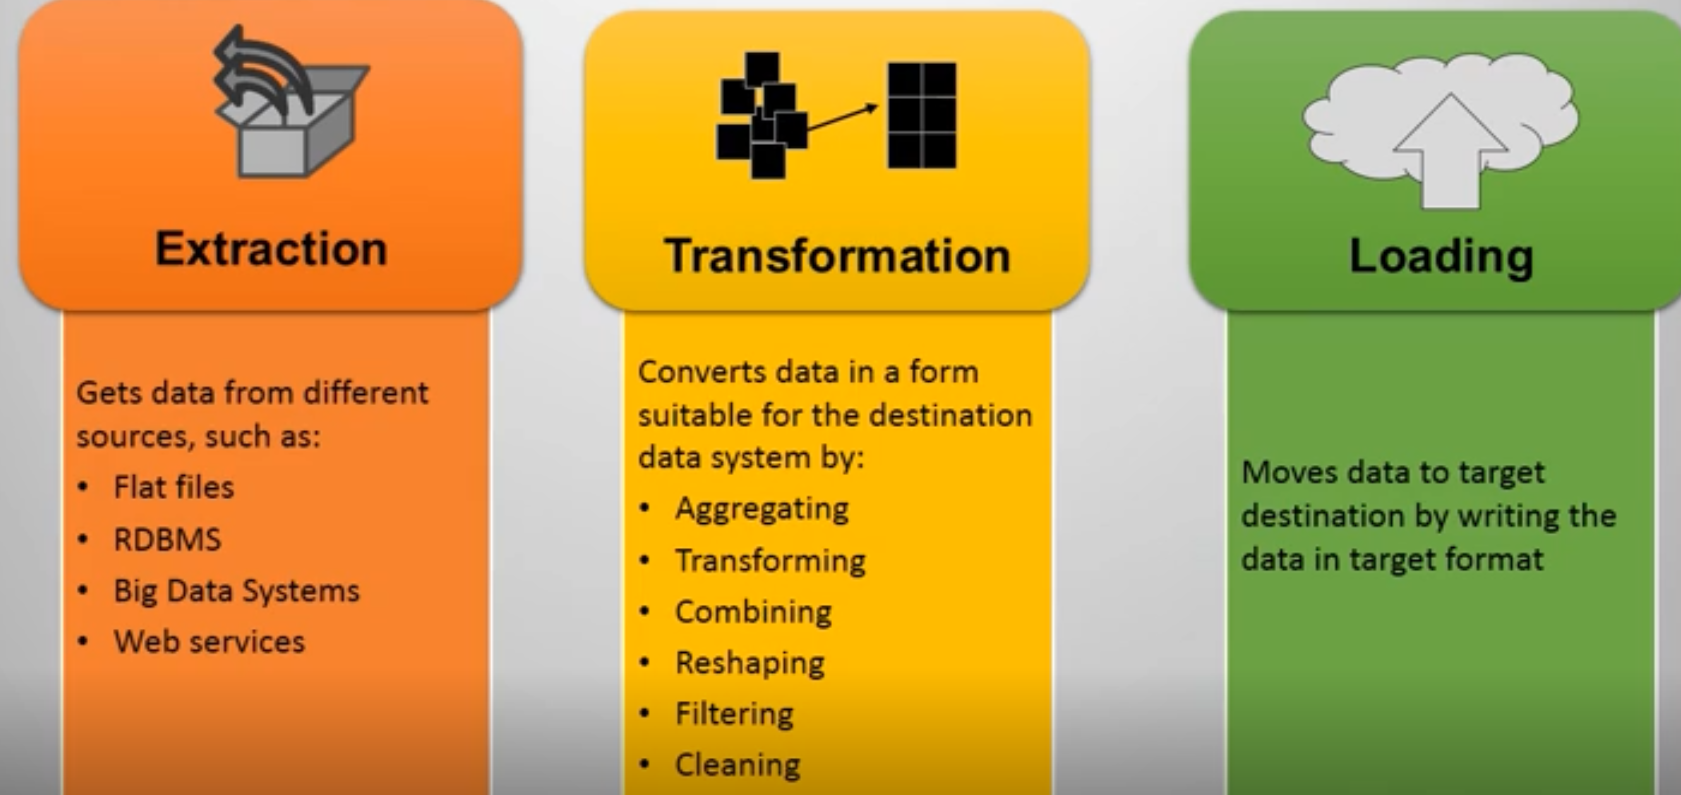 Extraction
Gets data from different
sources, such as:
• Flat files
• RDBMS
• Big Data Systems
• Web services
Transformation
Converts data in a form
suitable for the destination
data system by:
• Aggregating
• Transforming
• Combining
• Reshaping
• Filtering
• Cleaning
Loading
Moves data to target
destination by writing the
data in target format